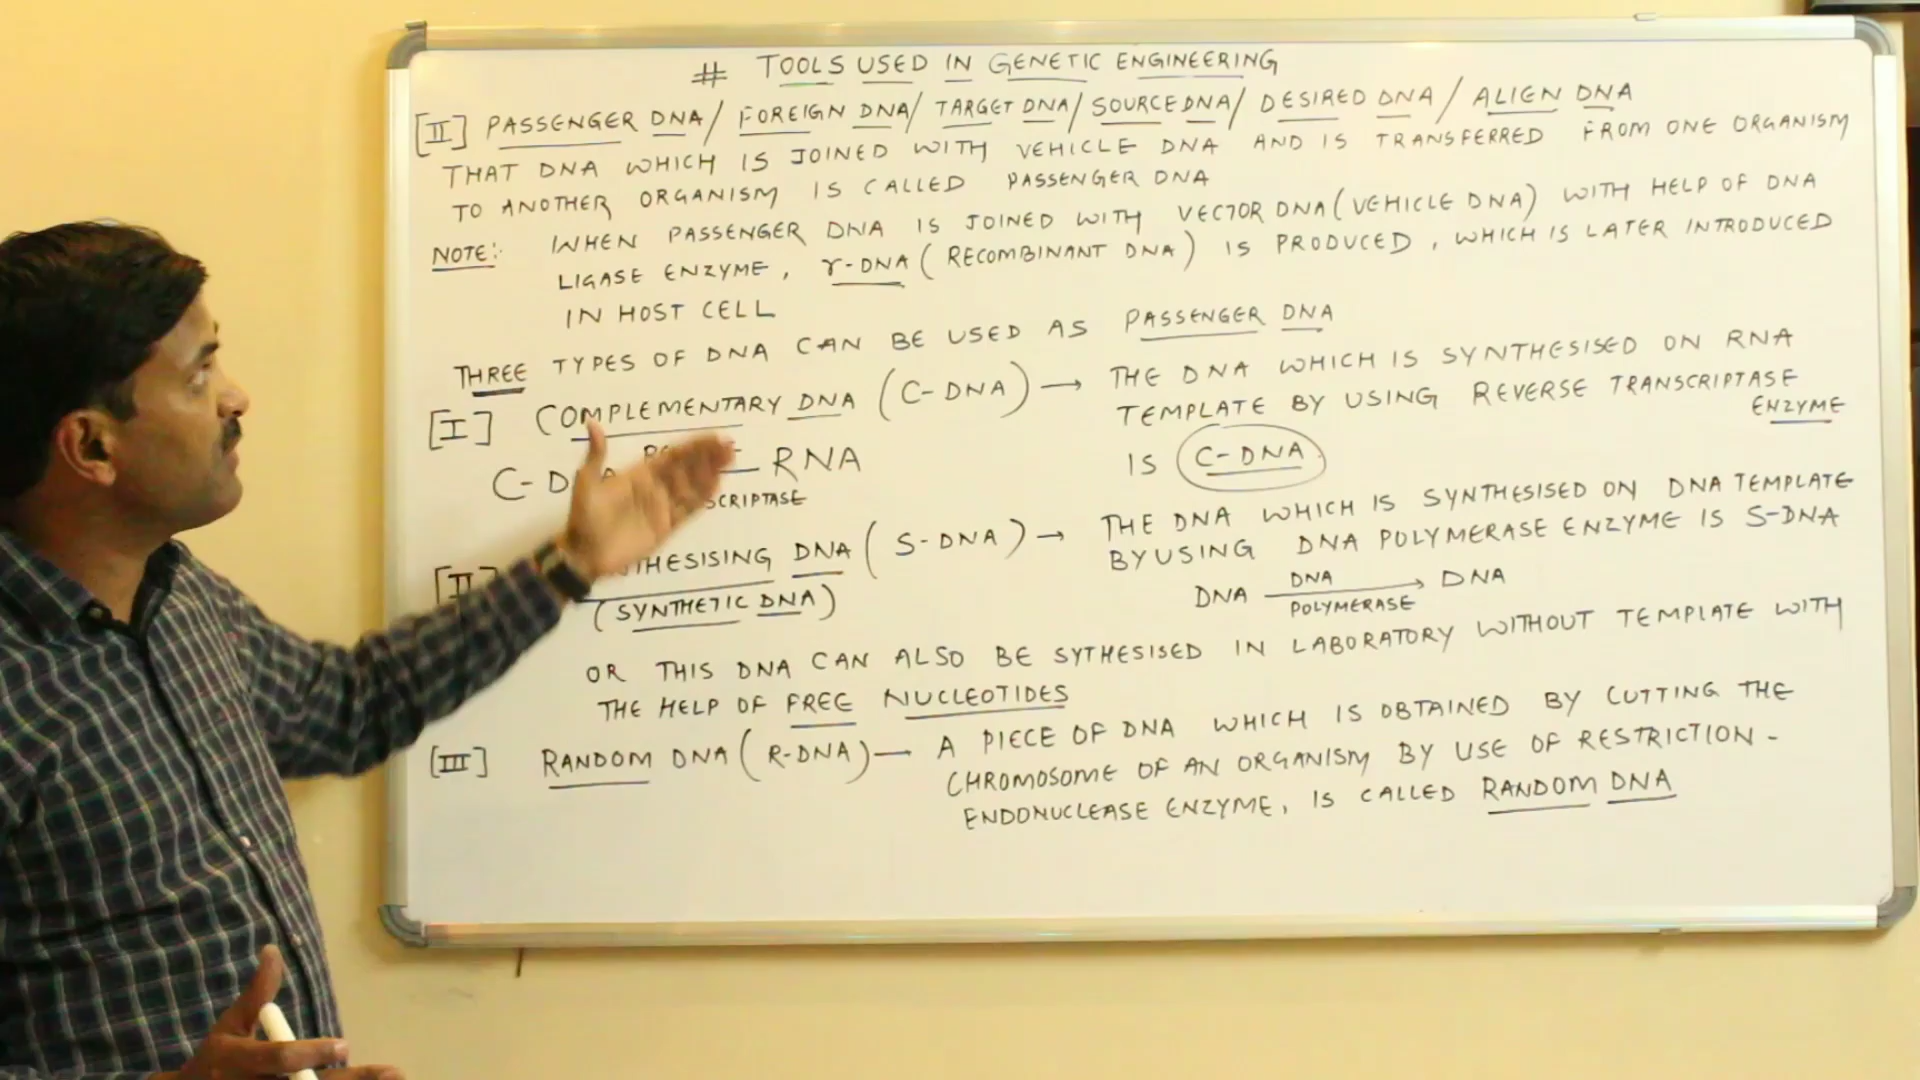 # TOOLS USED IN GENETIC ENGINEERING
[II] PASSENGER DNA/ FOREIGN DNA/ TARGET DNA/ SOURCE DNA/ DESIRED DNA/ ALIEN DNA
THAT DNA WHICH IS JOINED WITH VEHICLE DNA AND IS TRANSFERRED FROM ONE ORGANISM
TO ANOTHER ORGANISM IS CALLED PASSENGER DNA
NOTE:- WHEN PASSENGER DNA IS JOINED WITH VECTOR DNA (VEHICLE DNA) WITH HELP OF DNA
LIGASE ENZYME, r-DNA (RECOMBINANT DNA) IS PRODUCED, WHICH IS LATER INTRODUCED
IN HOST CELL
THREE TYPES OF DNA CAN BE USED AS PASSENGER DNA
[I] COMPLEMENTARY DNA (C-DNA) → THE DNA WHICH IS SYNTHESISED ON RNA
TEMPLATE BY USING REVERSE TRANSCRIPTASE
ENZYME
IS C-DNA
C-DNA RNA
SCRIPTASE
[II] THESISING DNA (S-DNA) → THE DNA WHICH IS SYNTHESISED ON DNA TEMPLATE
BY USING DNA POLYMERASE ENZYME IS S-DNA
(SYNTHETIC DNA)
DNA DNA POLYMERASE → DNA
OR THIS DNA CAN ALSO BE SYTHESISED IN LABORATORY WITHOUT TEMPLATE WITH
THE HELP OF FREE NUCLEOTIDES
[III] RANDOM DNA (R-DNA) — A PIECE OF DNA WHICH IS OBTAINED BY CUTTING THE
CHROMOSOME OF AN ORGANISM BY USE OF RESTRICTION -
ENDONUCLEASE ENZYME, IS CALLED RANDOM DNA